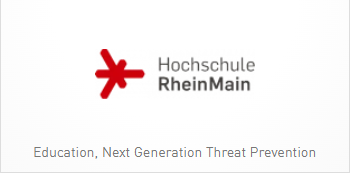 Hochschule
RheinMain
Education, Next Generation Threat Prevention